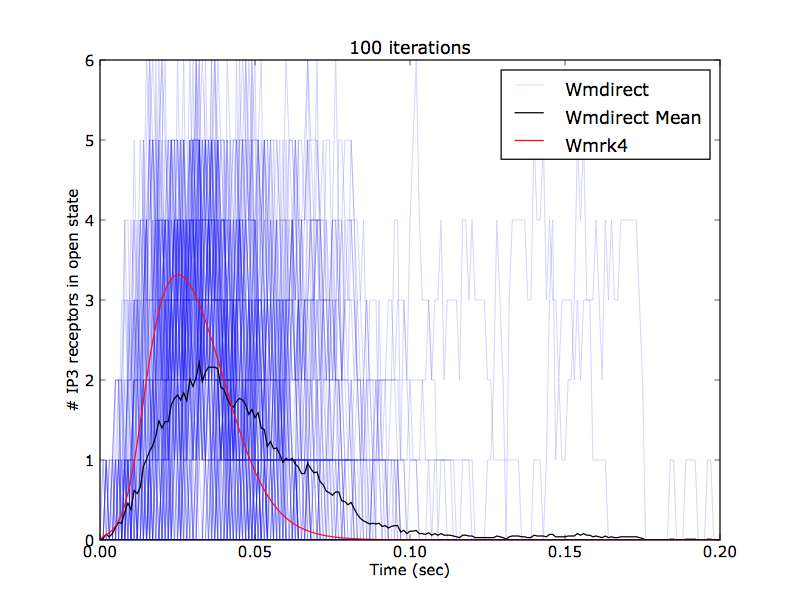 100 iterations
Wmdirect
Wmdirect Mean
Wmrk4
# IP3 receptors in open state
6
5
4
3
2
1
0
0.00 0.05 0.10 0.15 0.20
Time (sec)